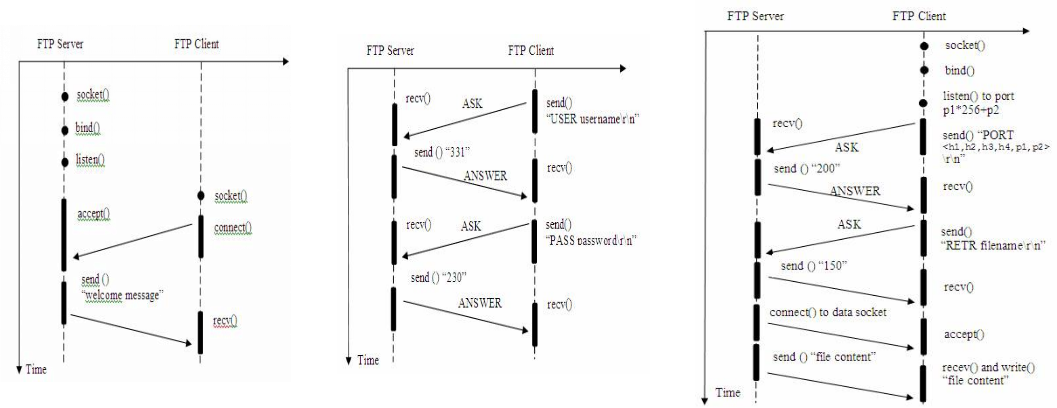 FTP Server FTP Client
socket()
bind()
listen()
socket()
accept() connect()
send ()
"welcome message"
recv()
Time
FTP Server FTP Client
recv() ASK send()
"USER username\r\n"
send () "331"
ANSWER recv()
recv() ASK send()
"PASS password\r\n"
send () "230"
ANSWER recv()
Time
FTP Server FTP Client
socket()
bind()
listen() to port
p1*256+p2
recv() ASK send() "PORT
<h1,h2,h3,h4,p1,p2>
\r\n"
send () "200"
ANSWER recv()
ASK send()
"RETR filename\r\n"
send () "150"
recv()
connect() to data socket
accept()
send () "file content"
recev() and write()
"file content"
Time